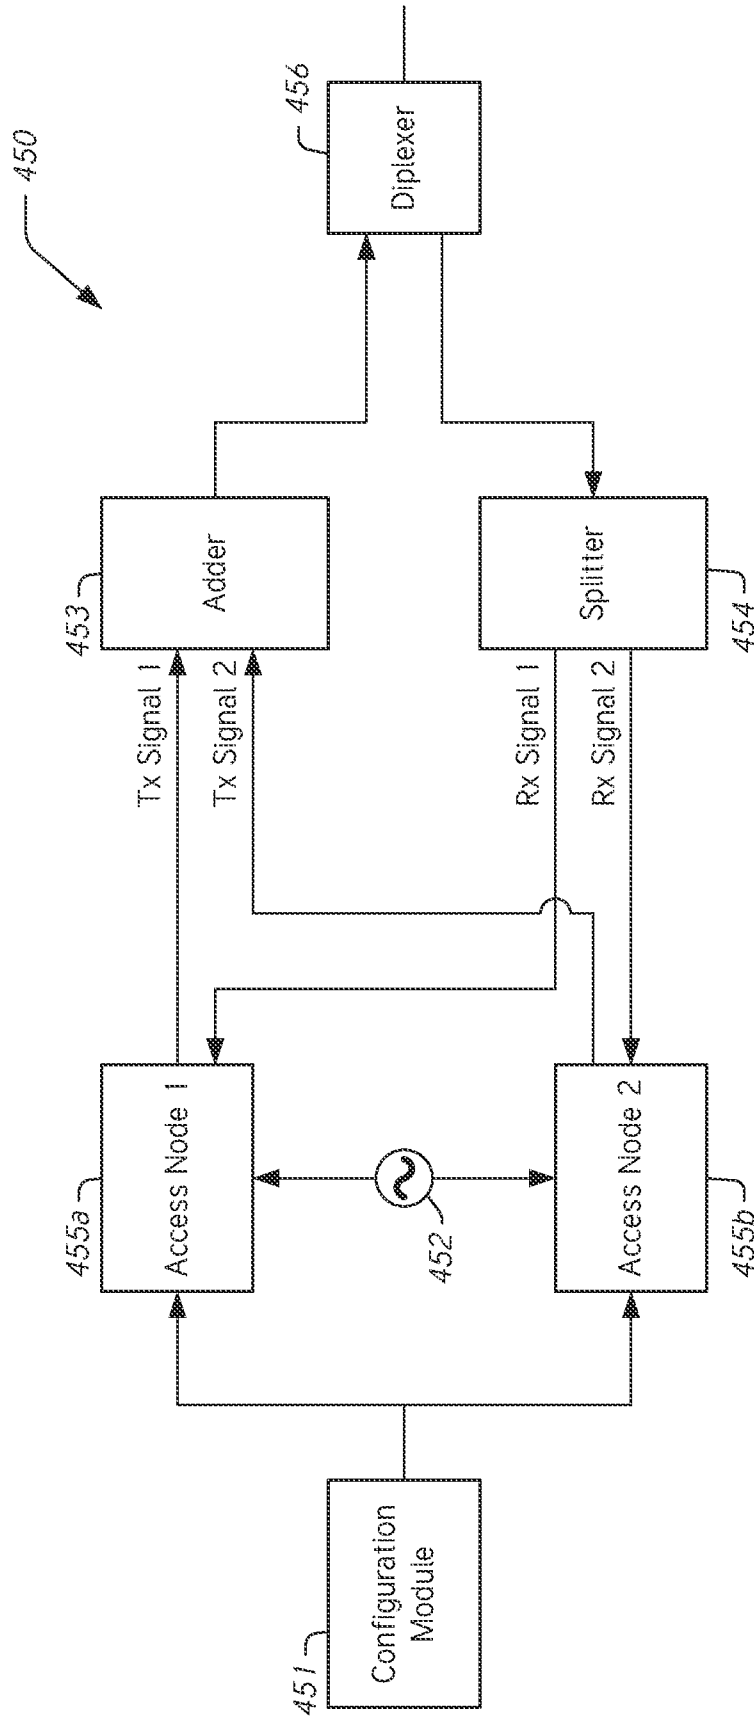 450
451
Configuration
Module
455a
Access Node 1
452
455b
Access Node 2
Tx Signal 1
Tx Signal 2
Rx Signal 1
Rx Signal 2
453
Adder
454
Splitter
456
Diplexer